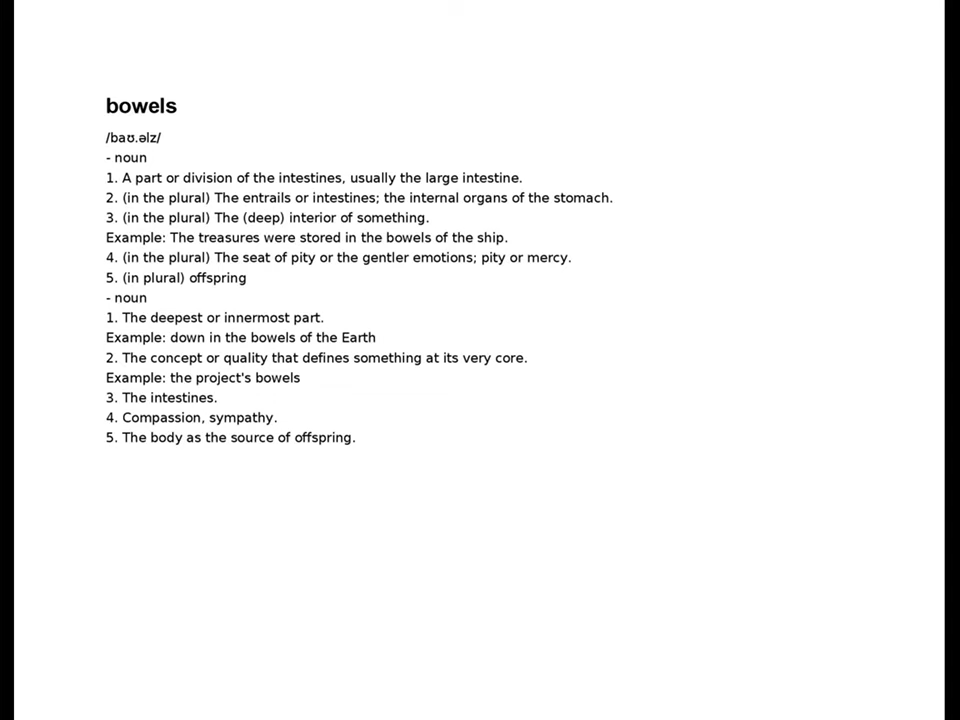 bowels
/baʊ.əlz/
- noun
1. A part or division of the intestines, usually the large intestine.
2. (in the plural) The entrails or intestines; the internal organs of the stomach.
3. (in the plural) The (deep) interior of something.
Example: The treasures were stored in the bowels of the ship.
4. (in the plural) The seat of pity or the gentler emotions; pity or mercy.
5. (in plural) offspring
- noun
1. The deepest or innermost part.
Example: down in the bowels of the Earth
2. The concept or quality that defines something at its very core.
Example: the project's bowels
3. The intestines.
4. Compassion, sympathy.
5. The body as the source of offspring.